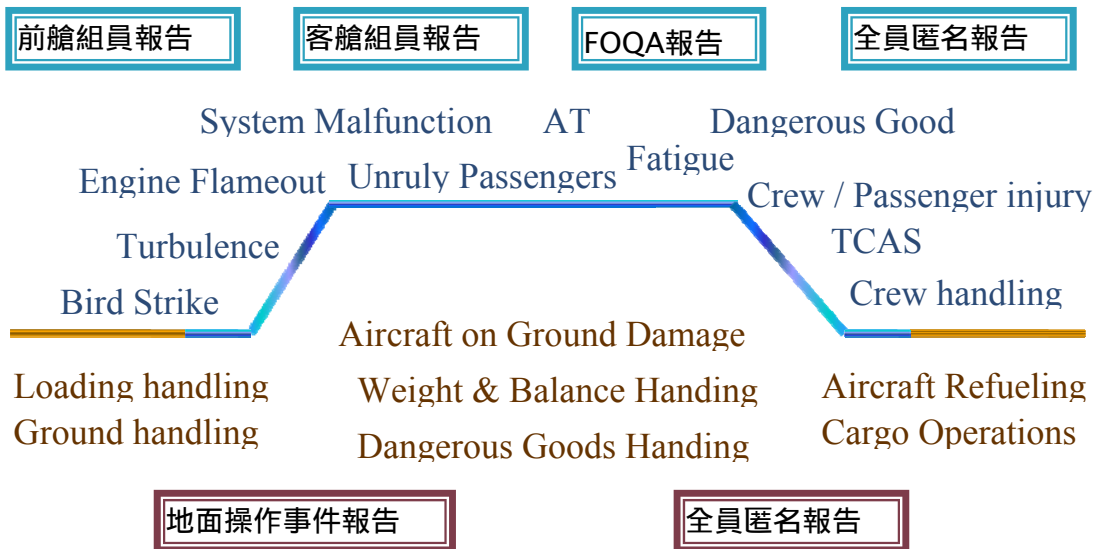 前艙組員報告
客艙組員報告
FOQA報告
全員匿名報告
System Malfunction
AT
Dangerous Good
Engine Flameout
Unruly Passengers
Fatigue
Crew / Passenger injury
Turbulence
TCAS
Bird Strike
Crew handling
Aircraft on Ground Damage
Loading handling
Weight & Balance Handing
Aircraft Refueling
Ground handling
Dangerous Goods Handing
Cargo Operations
地面操作事件報告
全員匿名報告